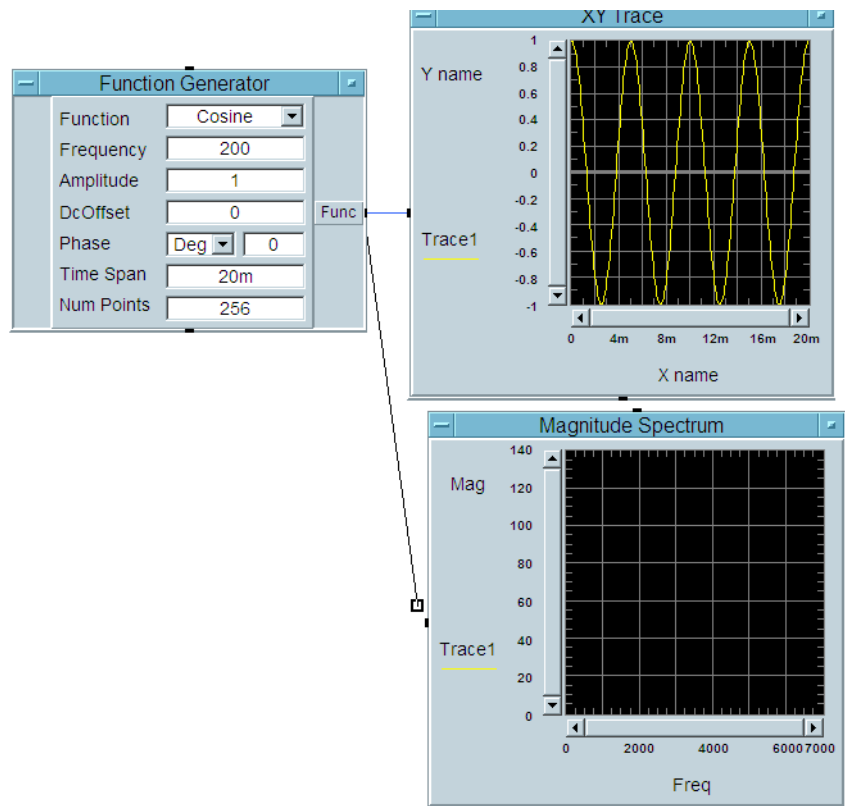 XY Trace
Y name
1
0.8
0.6
0.4
0.2
0
-0.2
-0.4
-0.6
-0.8
-1
Trace1
0 4m 8m 12m 16m 20m
X name
Function Generator
Function Cosine
Frequency 200
Amplitude 1
DcOffset 0
Phase Deg 0
Time Span 20m
Num Points 256
Func
Magnitude Spectrum
Mag
140
120
100
80
60
40
20
0
Trace1
0 2000 4000 6000 7000
Freq